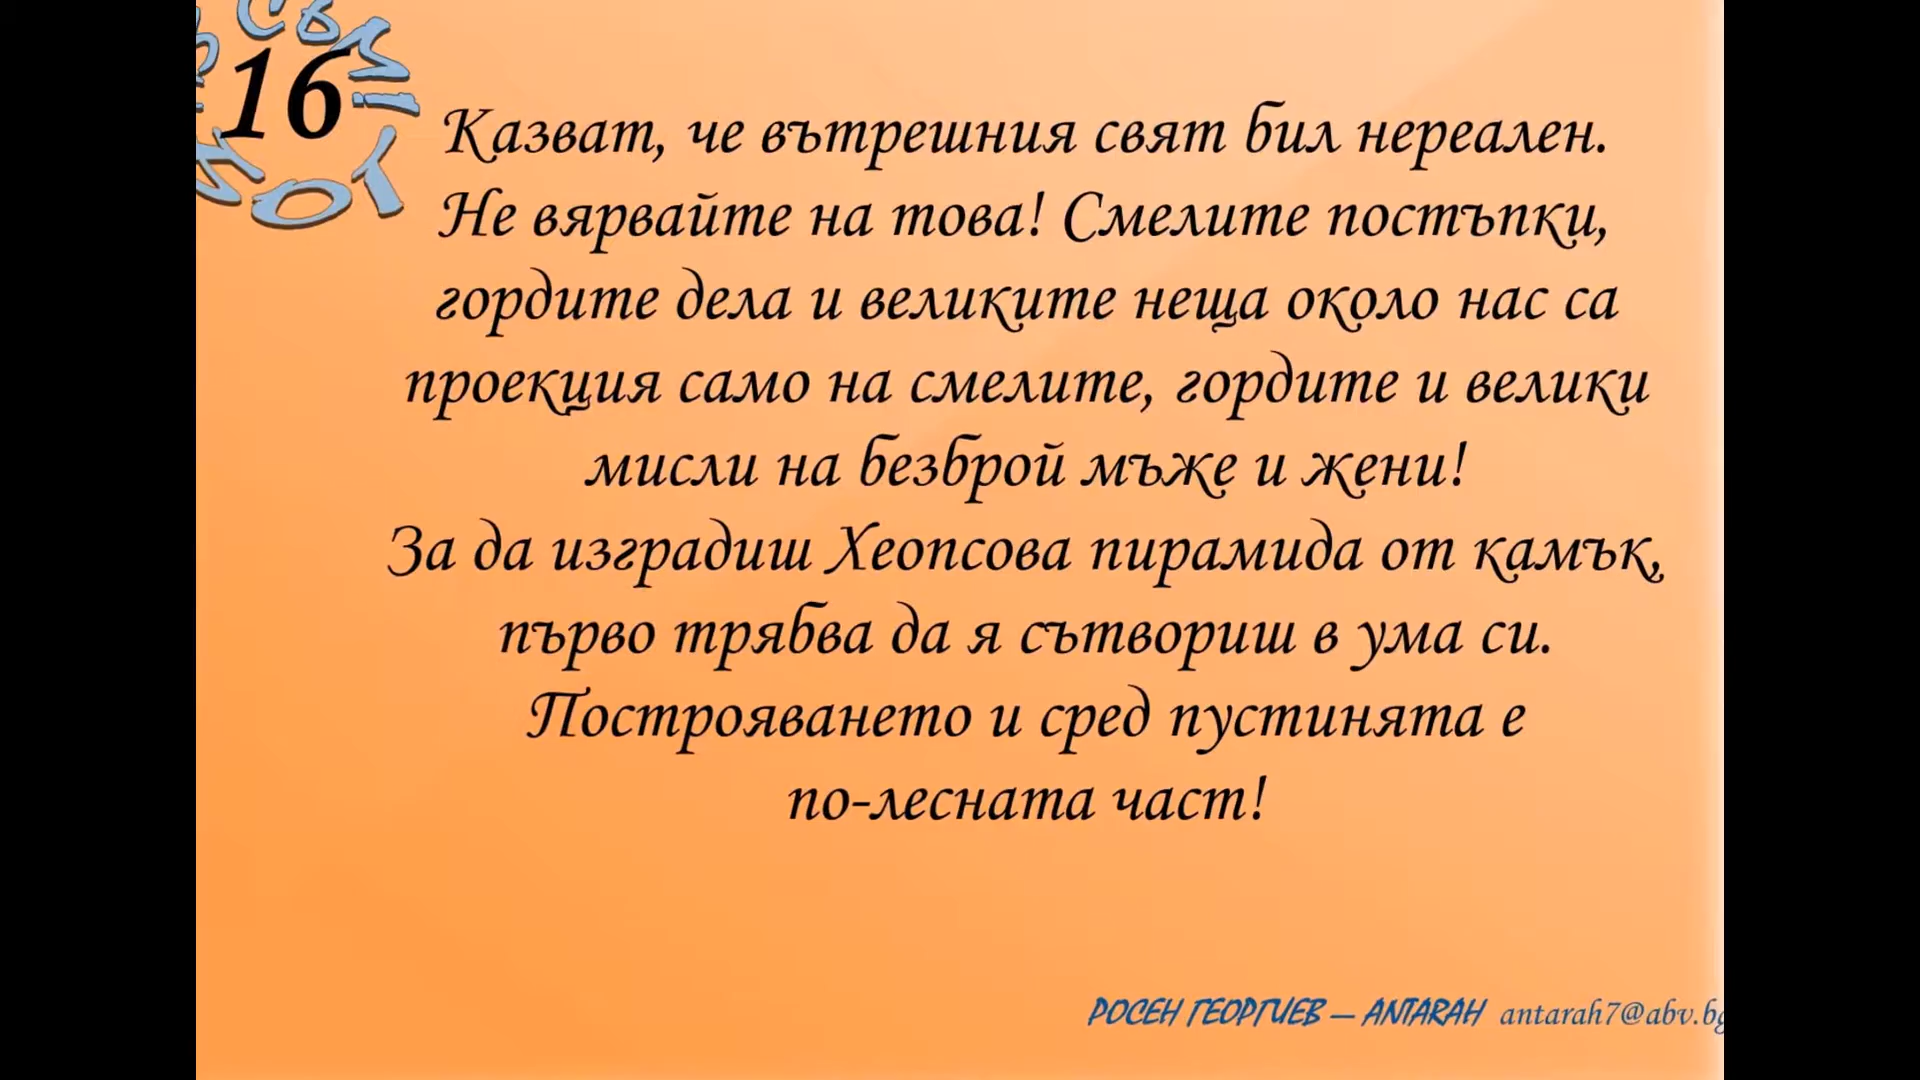 16
Казват, че вътрешния свят бил нереален.
Не вярвайте на това! Смелите постъпки,
гордите дела и великите неща около нас са
проекция само на смелите, гордите и велики
мисли на безброй мъже и жени!
За да изградиш Хеопсова пирамида от камък,
първо трябва да я сътвориш в ума си.
Построяването и сред пустинята е
по-лесната част!
РОСЕН ГЕОРГИЕВ – ANTARAH antarah7@abv.bg